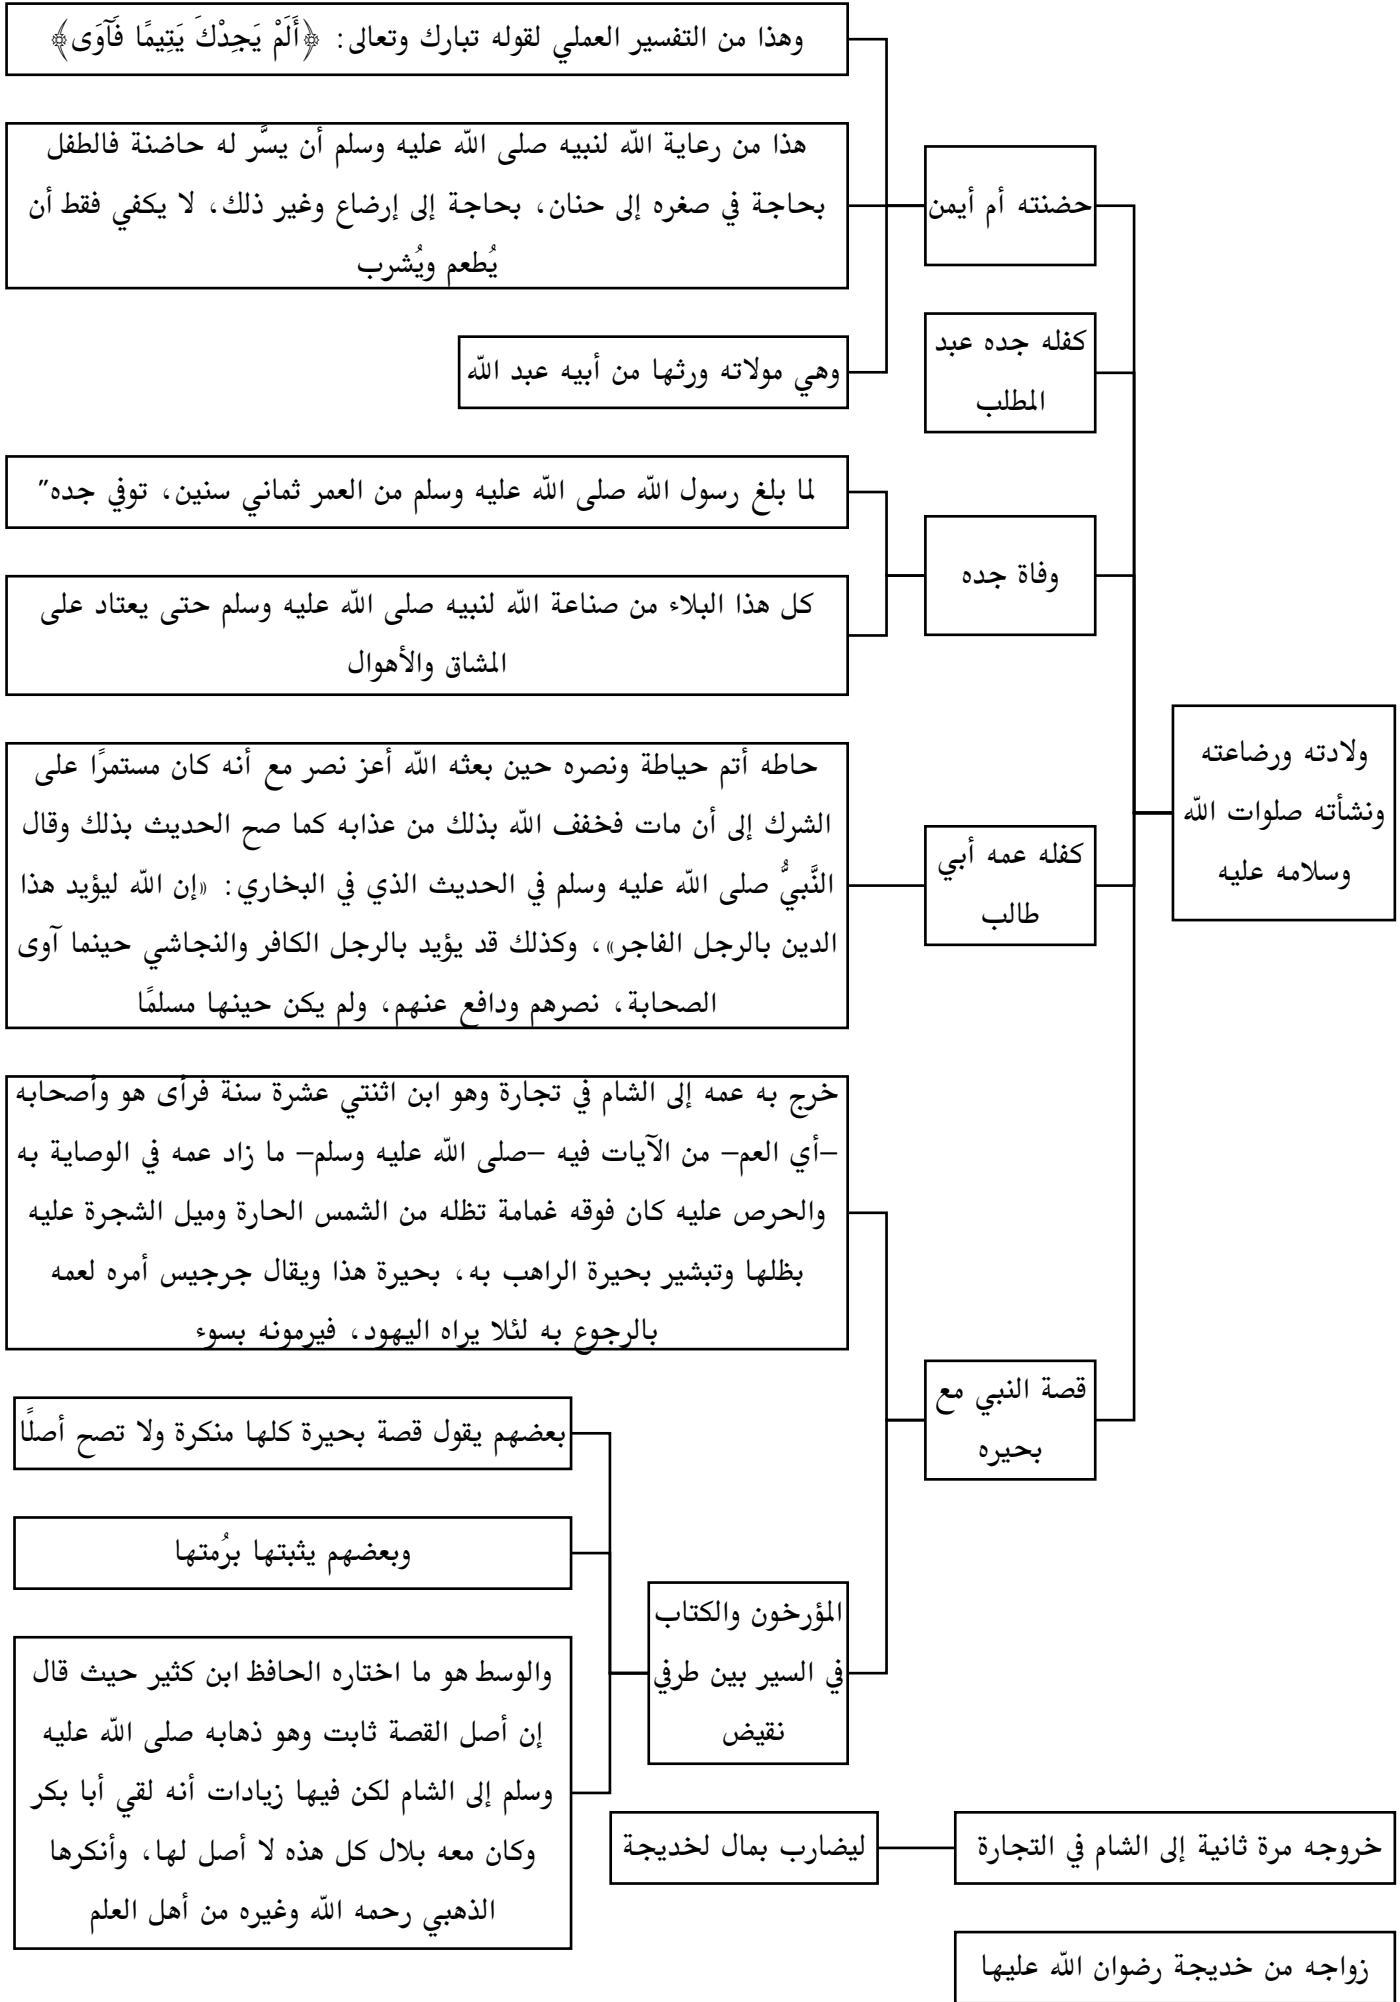 ولادته ورضاعته
ونشأته صلوات الله
وسلامه عليه
حضنته أم أيمن
وهذا من التفسير العملي لقوله تبارك وتعالى: ﴿أَلَمْ يَجِدْكَ يَتِيمًا فَآوَى﴾
هذا من رعاية الله لنبيه صلى الله عليه وسلم أن يسَّر له حاضنة فالطفل
بحاجة في صغره إلى حنان، بحاجة إلى إرضاع وغير ذلك، لا يكفي فقط أن
يُطعم ويُشرب
وهي مولاته ورثها من أبيه عبد الله
كفله جده عبد
المطلب
وفاة جده
لما بلغ رسول الله صلى الله عليه وسلم من العمر ثماني سنين، توفي جده"
كل هذا البلاء من صناعة الله لنبيه صلى الله عليه وسلم حتى يعتاد على
المشاق والأهوال
كفله عمه أبي
طالب
حاطه أتم حياطة ونصره حين بعثه الله أعز نصر مع أنه كان مستمرًا على
الشرك إلى أن مات فخفف الله بذلك من عذابه كما صح الحديث بذلك وقال
النَّبيُّ صلى الله عليه وسلم في الحديث الذي في البخاري: «إن الله ليؤيد هذا
الدين بالرجل الفاجر»، وكذلك قد يؤيد بالرجل الكافر والنجاشي حينما آوى
الصحابة، نصرهم ودافع عنهم، ولم يكن حينها مسلمًا
قصة النبي مع
بحيره
خرج به عمه إلى الشام في تجارة وهو ابن اثنتي عشرة سنة فرأى هو وأصحابه
–أي العم– من الآيات فيه –صلى الله عليه وسلم– ما زاد عمه في الوصاية به
والحرص عليه كان فوقه غمامة تظله من الشمس الحارة وميل الشجرة عليه
بظلها وتبشير بحيرة الراهب به، بحيرة هذا ويقال جرجيس أمره لعمه
بالرجوع به لئلا يراه اليهود، فيرمونه بسوء
المؤرخون والكتاب
في السير بين طرفي
نقيض
بعضهم يقول قصة بحيرة كلها منكرة ولا تصح أصلًا
وبعضهم يثبتها برُمتها
والوسط هو ما اختاره الحافظ ابن كثير حيث قال
إن أصل القصة ثابت وهو ذهابه صلى الله عليه
وسلم إلى الشام لكن فيها زيادات أنه لقي أبا بكر
وكان معه بلال كل هذه لا أصل لها، وأنكرها
الذهبي رحمه الله وغيره من أهل العلم
خروجه مرة ثانية إلى الشام في التجارة
ليضارب بمال لخديجة
زواجه من خديجة رضوان الله عليها